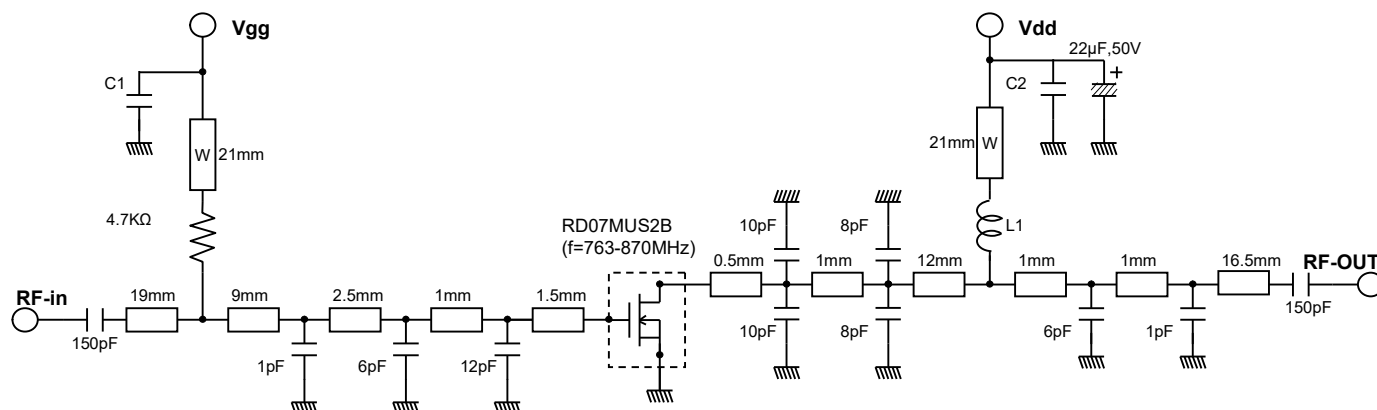 Vgg
Vdd
22µF,50V
+
C1
C2
W
21mm
21mm
W
4.7KΩ
RD07MUS2B
(f=763-870MHz)
10pF
8pF
L1
0.5mm
1mm
12mm
1mm
1mm
16.5mm
RF-OUT
RF-in
19mm
9mm
2.5mm
1mm
1.5mm
150pF
150pF
10pF
8pF
6pF
1pF
1pF
6pF
12pF